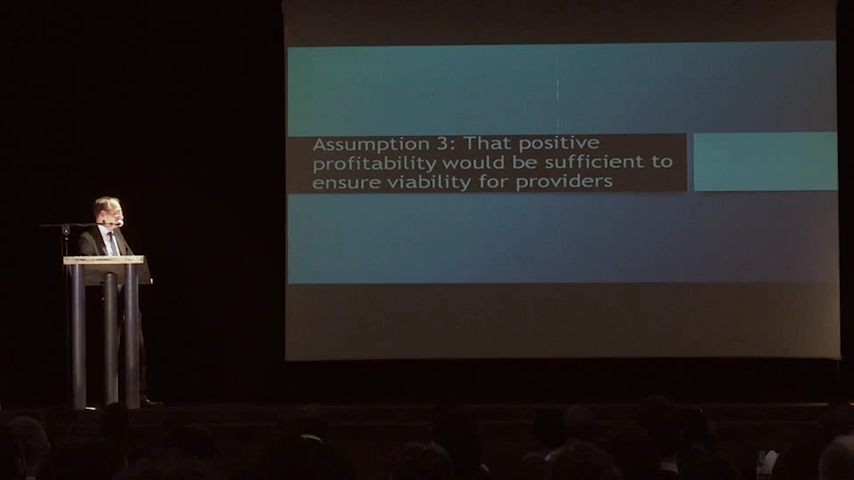 Assumption 3: That positive
profitability would be sufficient to
ensure viability for providers